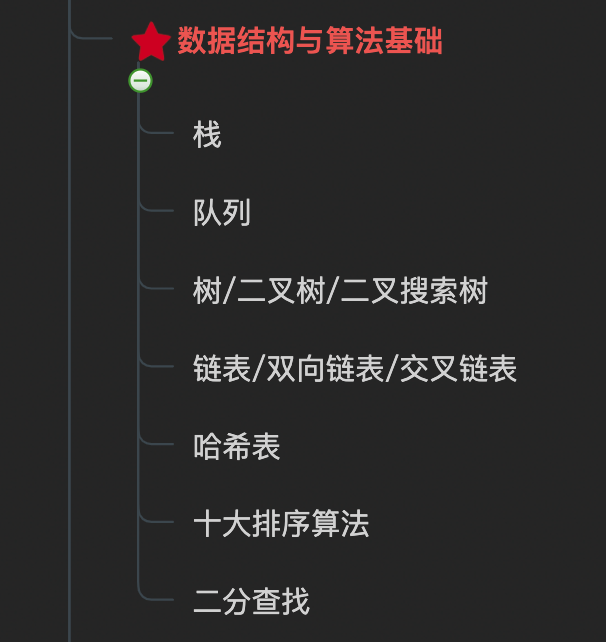 数据结构与算法基础
栈
队列
树/二叉树/二叉搜索树
链表/双向链表/交叉链表
哈希表
十大排序算法
二分查找